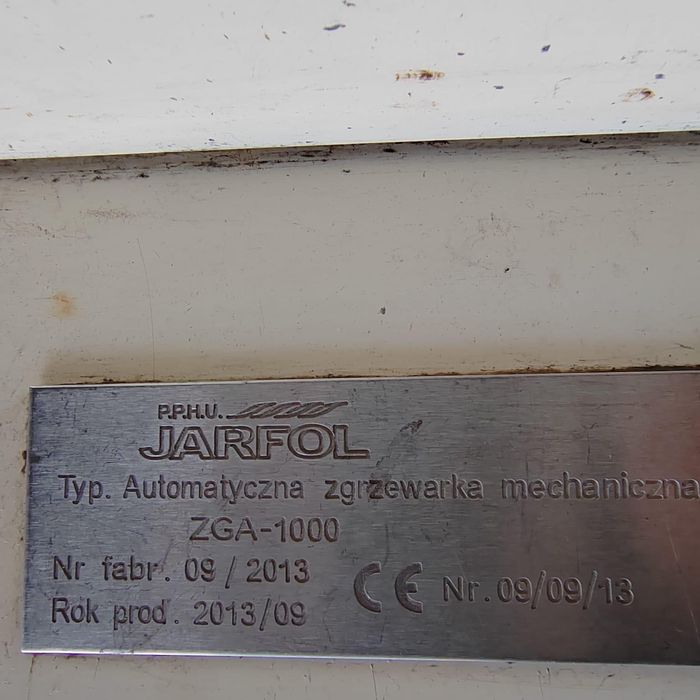 P.P.H.U.
JARFOL
Typ. Automatyczna zgrzewarka mechaniczna
ZGA-1000
Nr fabr. 09/2013
Rok prod. 2013/09
CE Nr. 09/09/13